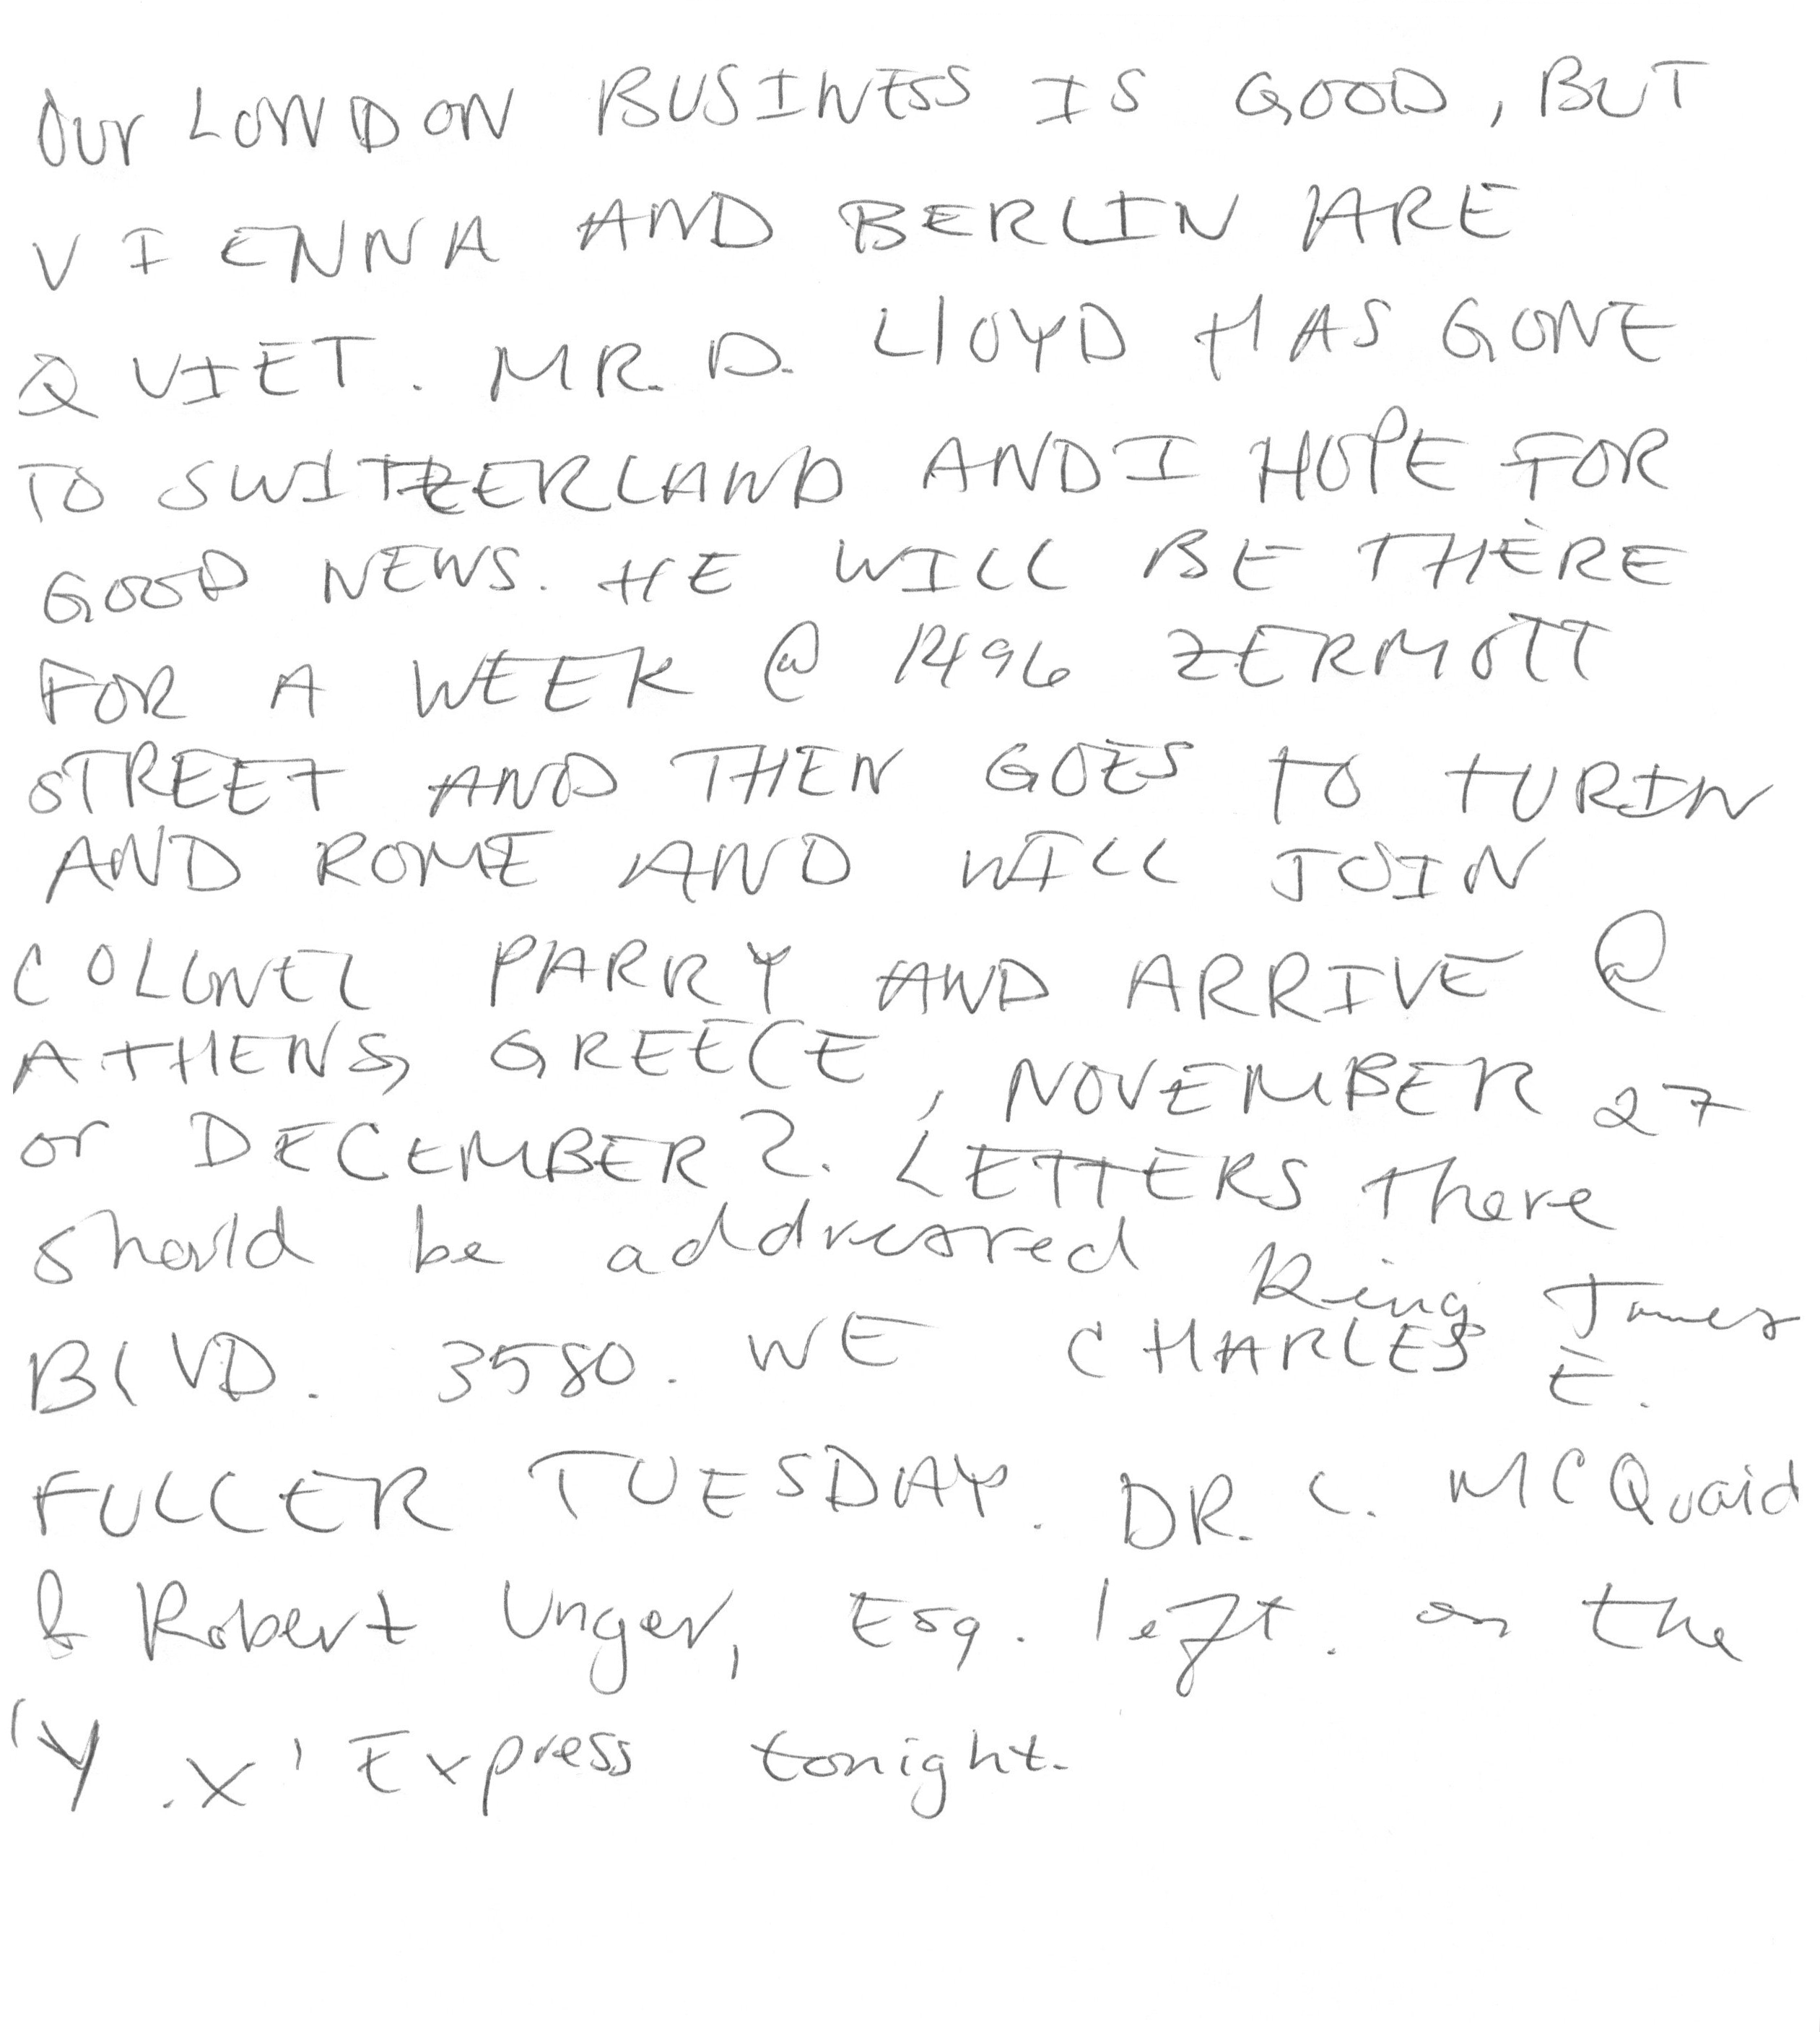 Our LONDON BUSINESS IS GOOD, BUT
VIENNA AND BERLIN ARE
QUIET. MR. D. LLOYD HAS GONE
TO SWITZERLAND AND I HOPE FOR
GOOD NEWS. HE WILL BE THERE
FOR A WEEK @ 1496 ZERMOTT
STREET AND THEN GOES TO TURIN
AND ROME AND WILL JOIN
COLONEL PARRY AND ARRIVE @
ATHENS, GREECE, NOVEMBER 27
or DECEMBER 2. LETTERS there
should be addressed King James
BLVD. 3580. WE CHARLES E.
FULLER TUESDAY. DR. L. MCQuaid
& Robert Unger, Esq. left. on the
'Y.X' Express tonight.